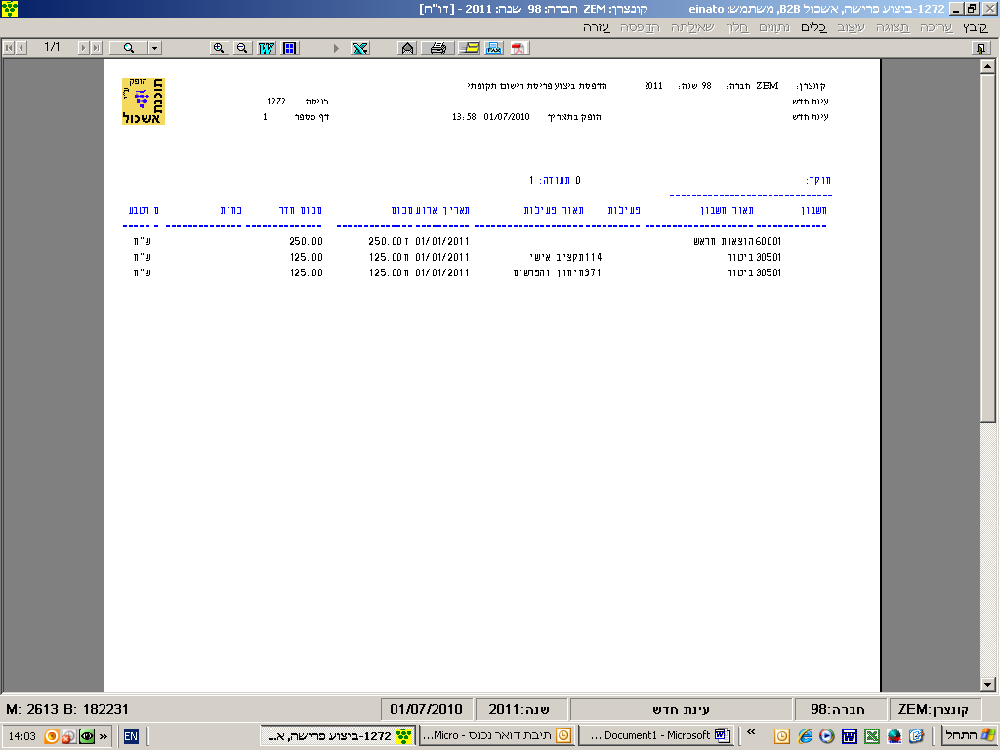 1272-ביצוע פרישה, אשכול B2B, משתמש: einato קונצרן: ZEM חברה: 98 שנה: 2011 - [דו"ח]
קובץ עריכה תצוגה עיצוב כלים נתונים חלון שאילתה הדפסה עזרה
1/1
הופק ע"י תוכנת אשכול
קונצרן: ZEM חברה: 98 שנה: 2011 הדפסת ביצוע פריסת רישום תקופתי
עינת חדש כניסה 1272
עינת חדש הופק בתאריך 01/07/2010 13:58 דף מספר 1
מוקד: 0 תעודה: 1
חשבון תאור חשבון פעילות תאור פעילות תאריך ארוע סכום סכום מדד כמות מ מטבע
60001 הוצאות מראש 01/01/2011 ז 250.00 250.00 ש"ח
30501 ביטוח 114 תקציב אישי 01/01/2011 ח 125.00 125.00 ש"ח
30501 ביטוח 971 מימון והפרשים 01/01/2011 ח 125.00 125.00 ש"ח
קונצרן:ZEM חברה:98 עינת חדש שנה:2011 01/07/2010 M: 2613 B: 182231
התחל Document1 - Microsoft ... תיבת דואר נכנס - Micro... 1272-ביצוע פרישה, א... EN 14:03